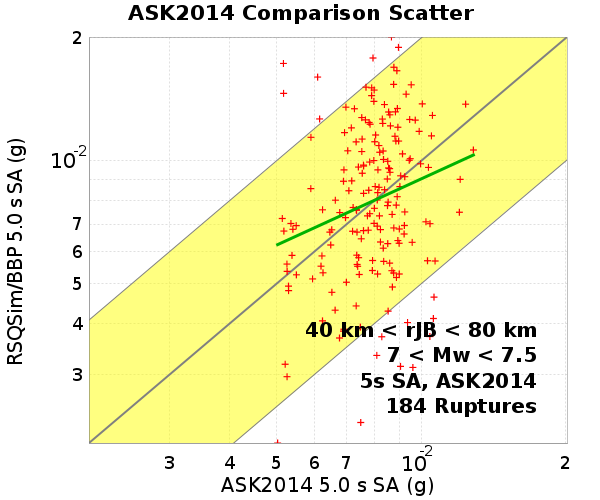 ASK2014 Comparison Scatter
2
10-2
7
6
5
4
3
RSQSim/BBP 5.0 s SA (g)
40 km < rJB < 80 km
7 < Mw < 7.5
5s SA, ASK2014
184 Ruptures
3 4 5 6 7 10-2 2
ASK2014 5.0 s SA (g)